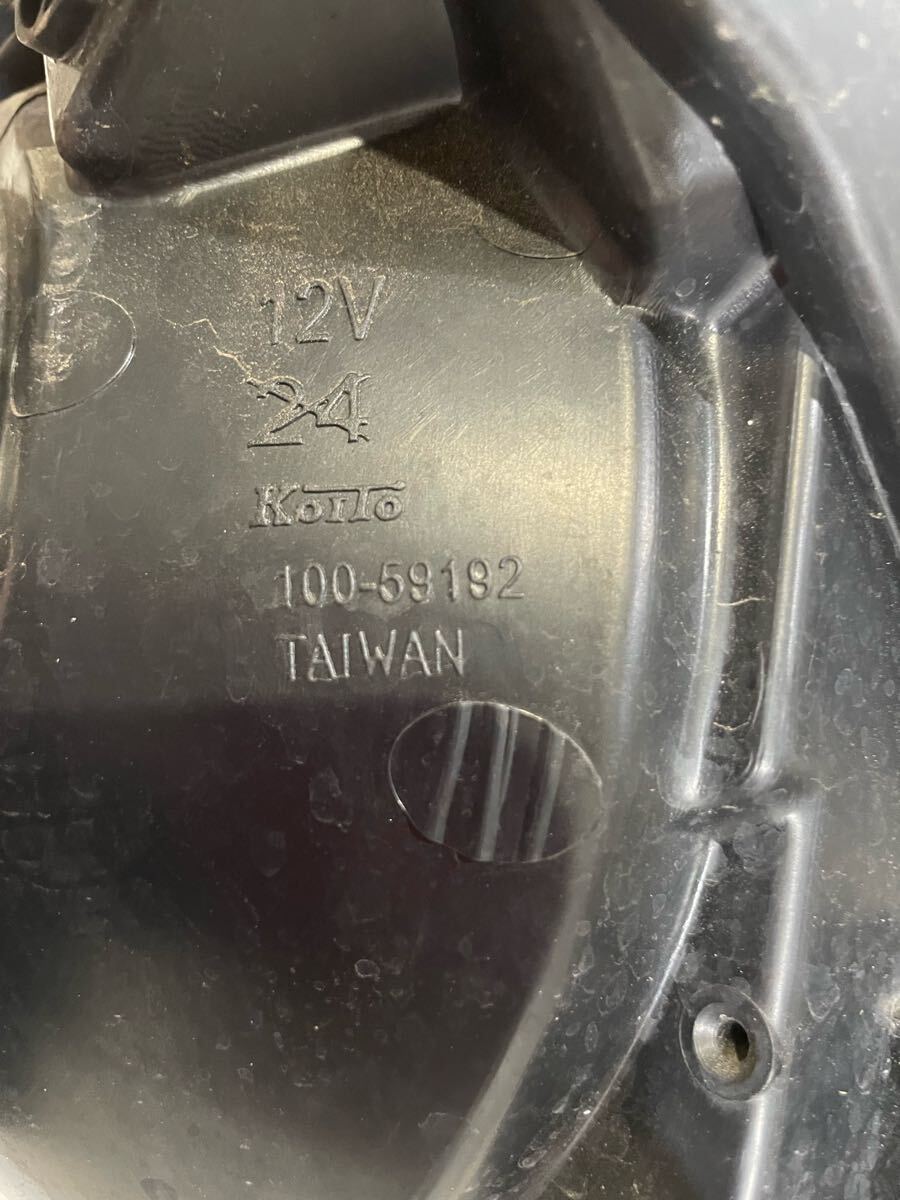 12V
24
KOITO
100-59192
TAIWAN